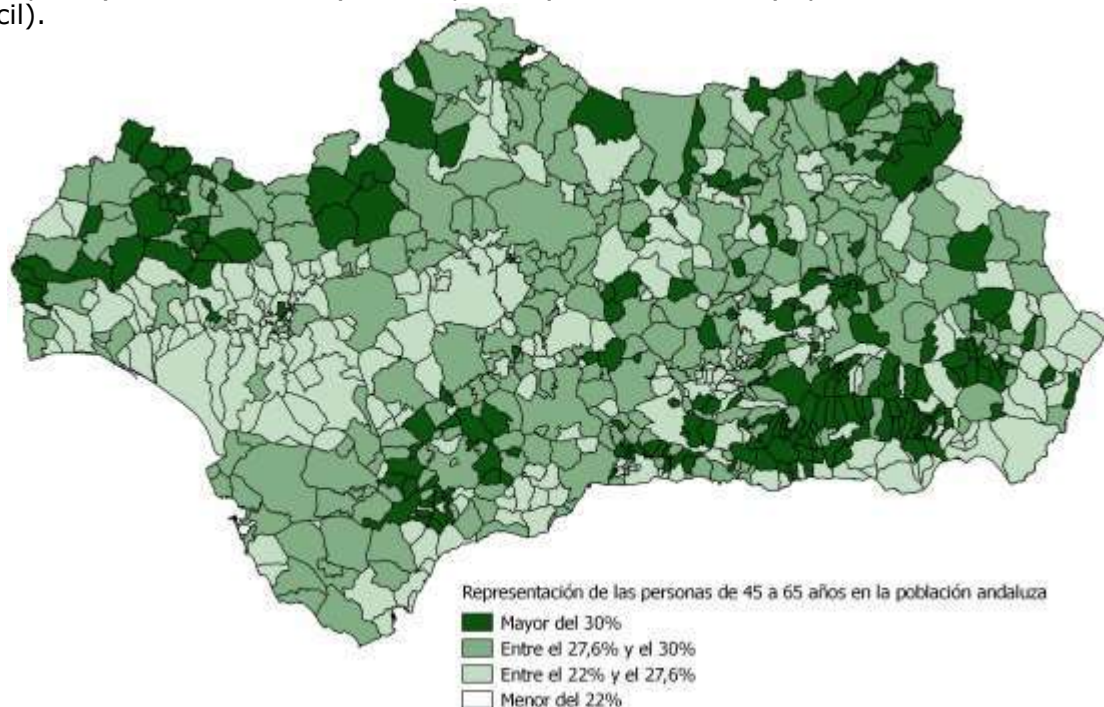 cil).
Representación de las personas de 45 a 65 años en la población andaluza
Mayor del 30%
Entre el 27,6% y el 30%
Entre el 22% y el 27,6%
Menor del 22%